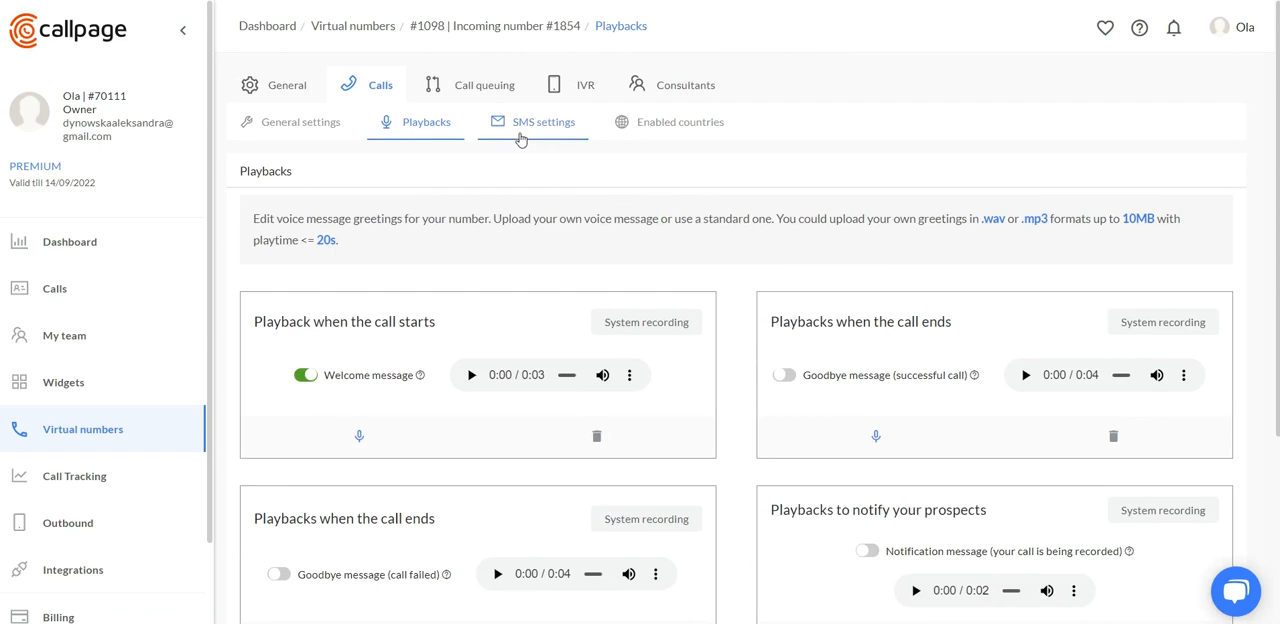 callpage
Dashboard / Virtual numbers / #1098 | Incoming number #1854 / Playbacks
Ola
Ola | #70111
Owner
dynowskaaleksandra@
gmail.com
PREMIUM
Valid till 14/09/2022
Dashboard
Calls
My team
Widgets
Virtual numbers
Call Tracking
Outbound
Integrations
Billing
General
Calls
Call queuing
IVR
Consultants
General settings
Playbacks
SMS settings
Enabled countries
Playbacks
Edit voice message greetings for your number. Upload your own voice message or use a standard one. You could upload your own greetings in .wav or .mp3 formats up to 10MB with
playtime <= 20s.
Playback when the call starts
System recording
Welcome message
0:00 / 0:03
Playbacks when the call ends
System recording
Goodbye message (successful call)
0:00 / 0:04
Playbacks when the call ends
System recording
Goodbye message (call failed)
0:00 / 0:04
Playbacks to notify your prospects
System recording
Notification message (your call is being recorded)
0:00 / 0:02